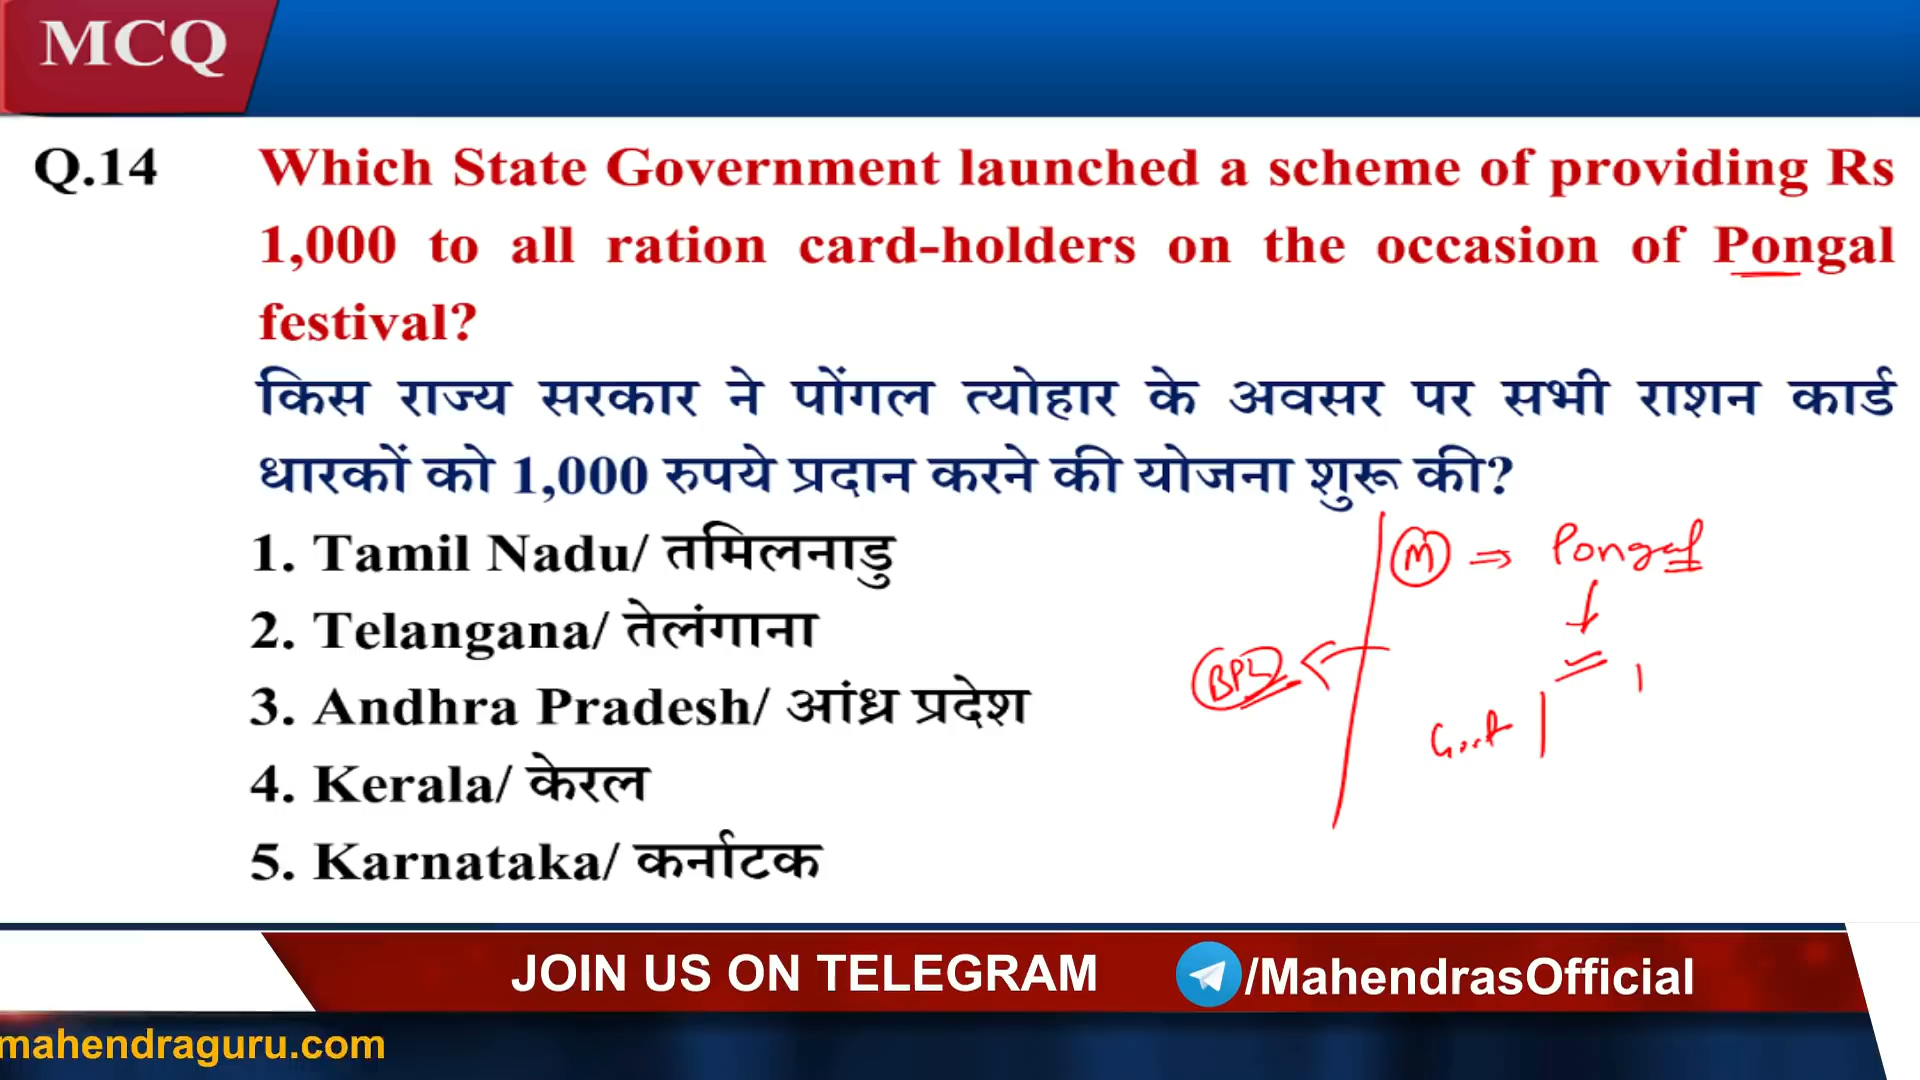 MCQ
Q.14 Which State Government launched a scheme of providing Rs
1,000 to all ration card-holders on the occasion of Pongal
festival?
किस राज्य सरकार ने पोंगल त्योहार के अवसर पर सभी राशन कार्ड
धारकों को 1,000 रुपये प्रदान करने की योजना शुरू की?
1. Tamil Nadu/ तमिलनाडु
M ⇒ Pongal
2. Telangana/ तेलंगाना
BPL
3. Andhra Pradesh/ आंध्र प्रदेश
Govt
4. Kerala/ केरल
5. Karnataka/ कर्नाटक
JOIN US ON TELEGRAM /MahendrasOfficial
mahendraguru.com